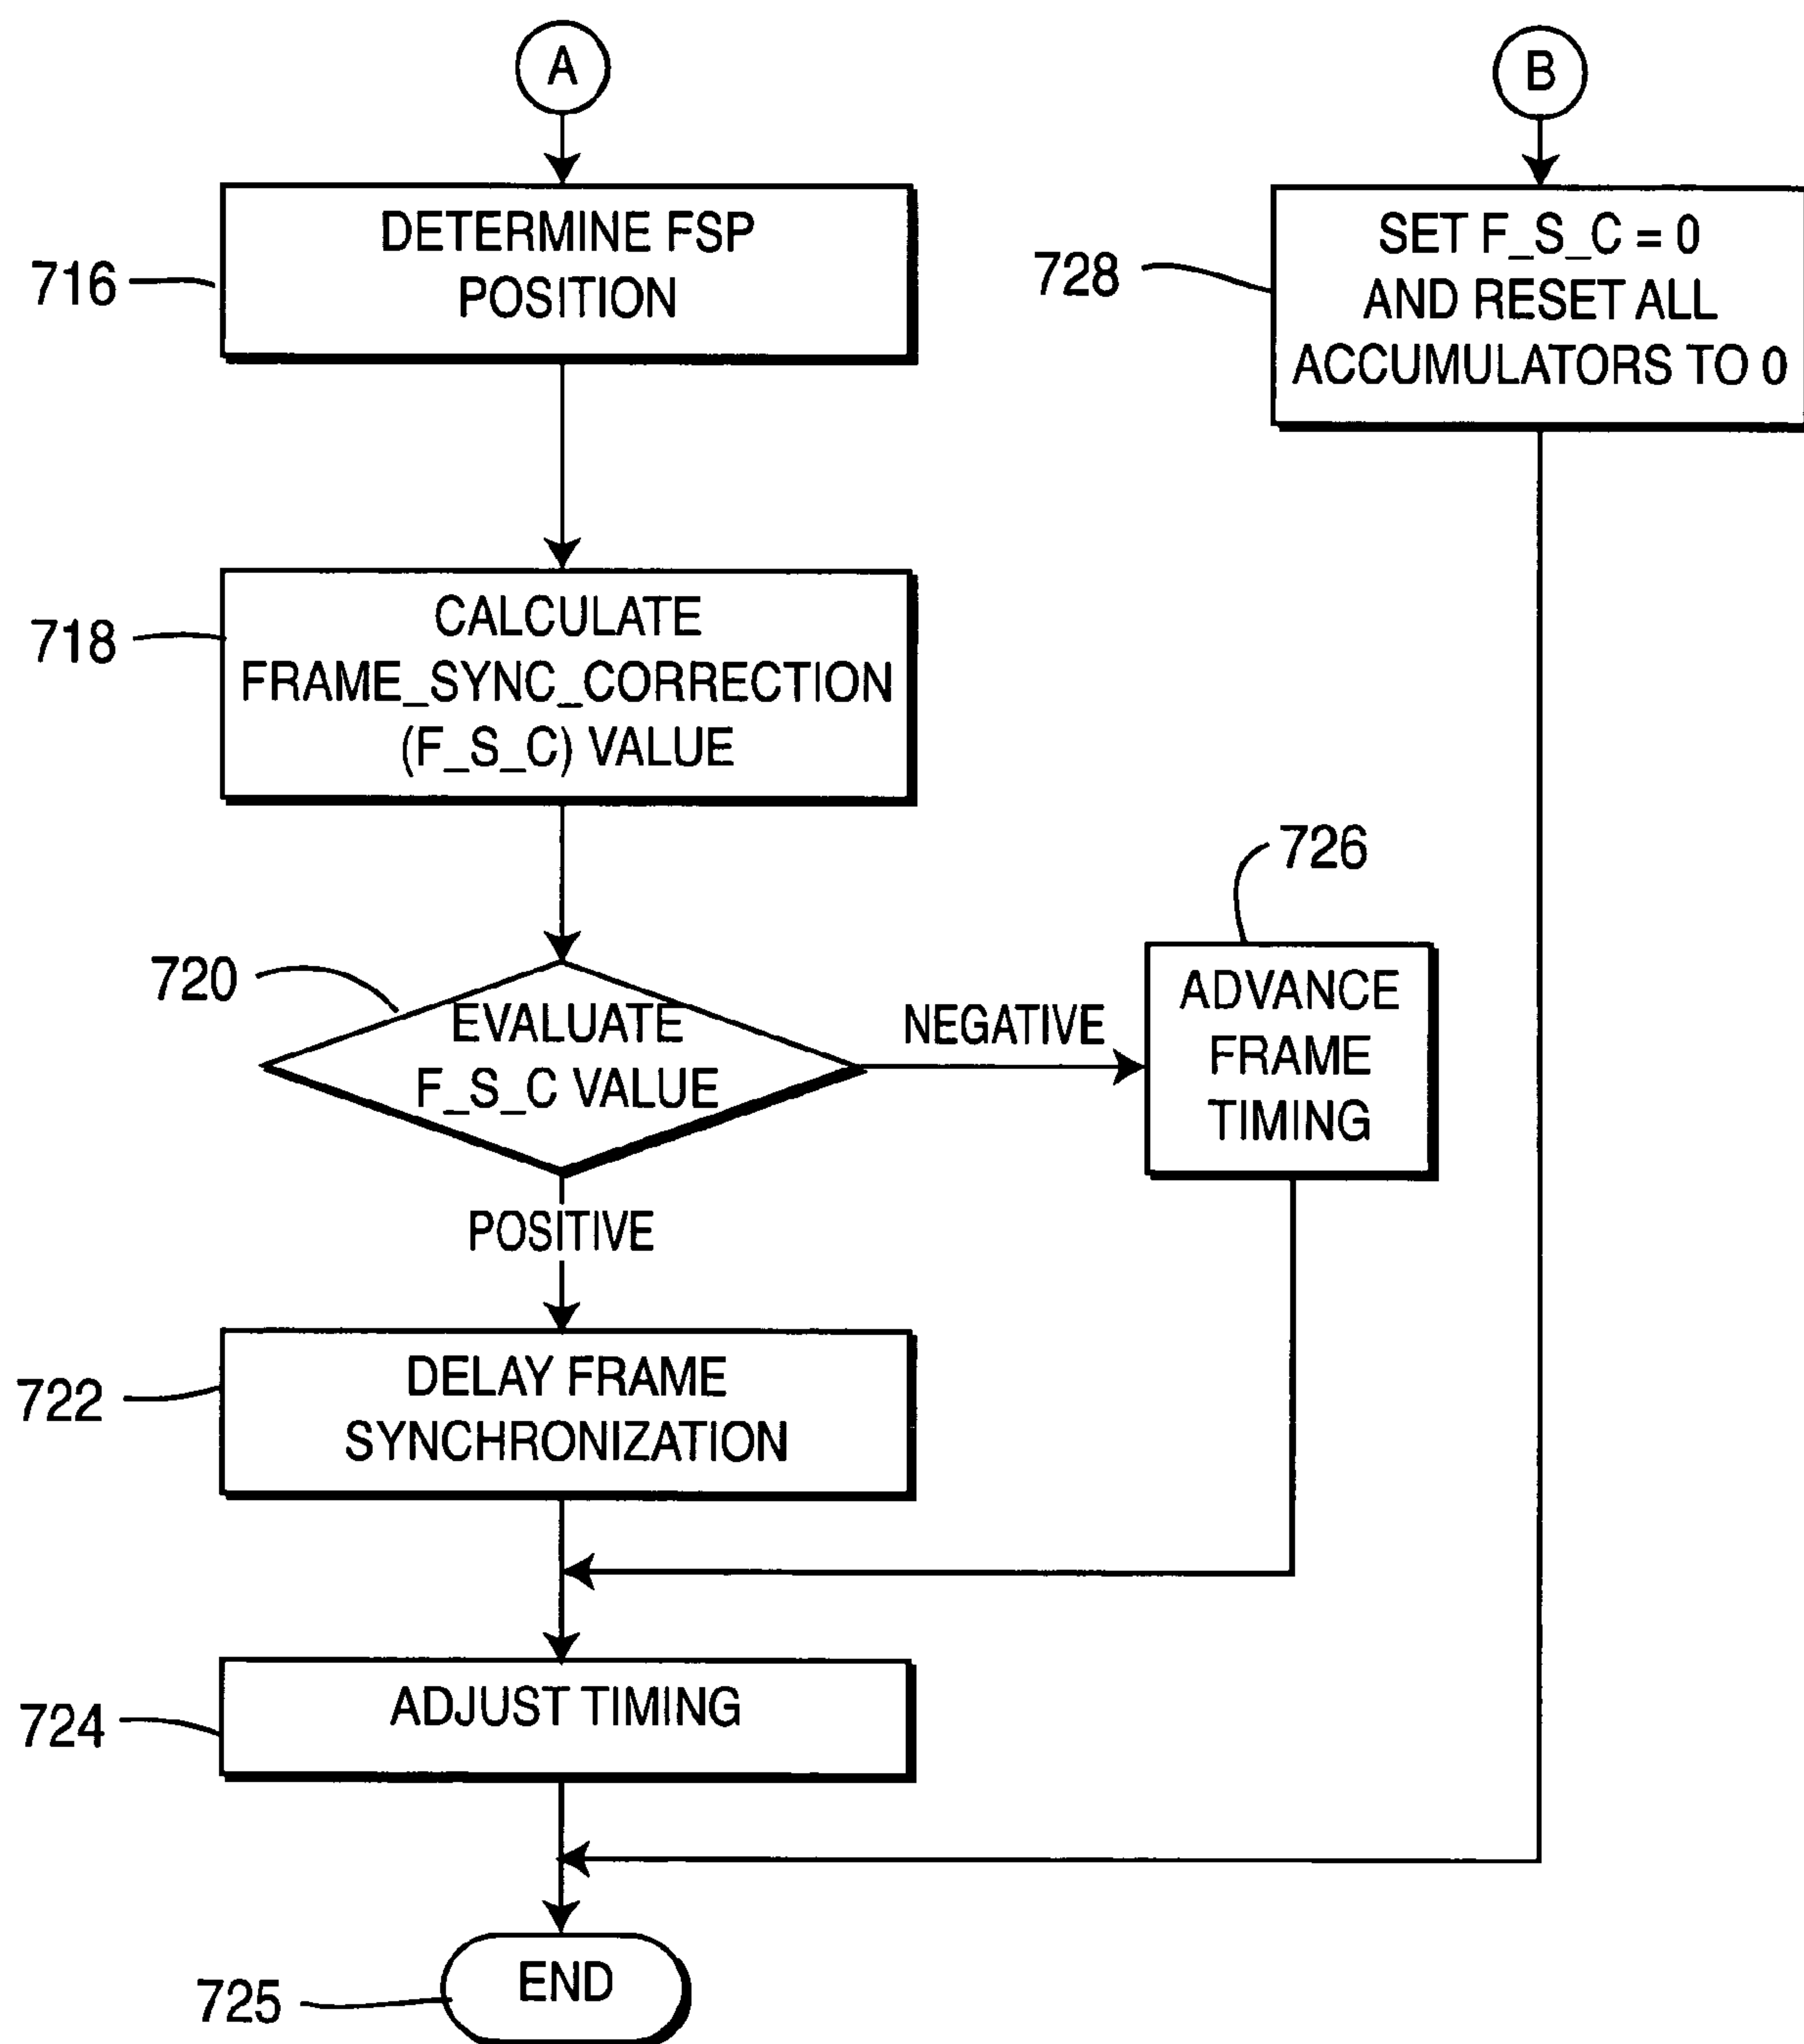 A
B
716
DETERMINE FSP
POSITION
728
SET F_S_C = 0
AND RESET ALL
ACCUMULATORS TO 0
718
CALCULATE
FRAME_SYNC_CORRECTION
(F_S_C) VALUE
720
EVALUATE
F_S_C VALUE
NEGATIVE
726
ADVANCE
FRAME
TIMING
POSITIVE
722
DELAY FRAME
SYNCHRONIZATION
724
ADJUST TIMING
725
END